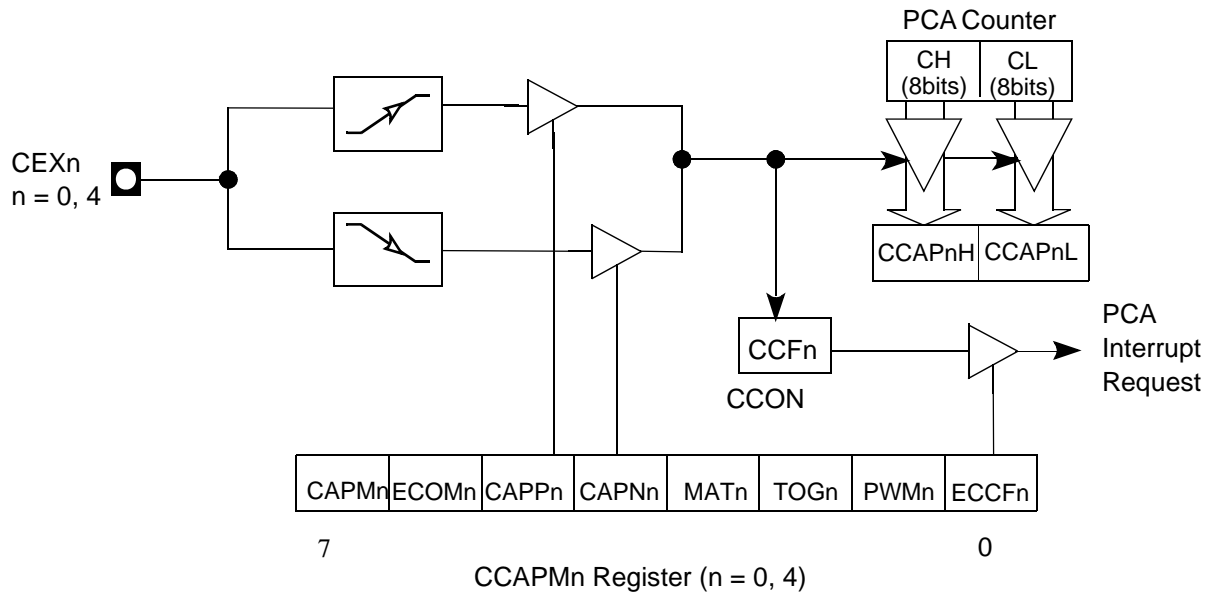 PCA Counter
CH
(8bits)
CL
(8bits)
CEXn
n = 0, 4
CCAPnH
CCAPnL
CCFn
CCON
PCA
Interrupt
Request
CAPMn ECOMn CAPPn CAPNn MATn TOGn PWMn ECCFn
7
0
CCAPMn Register (n = 0, 4)